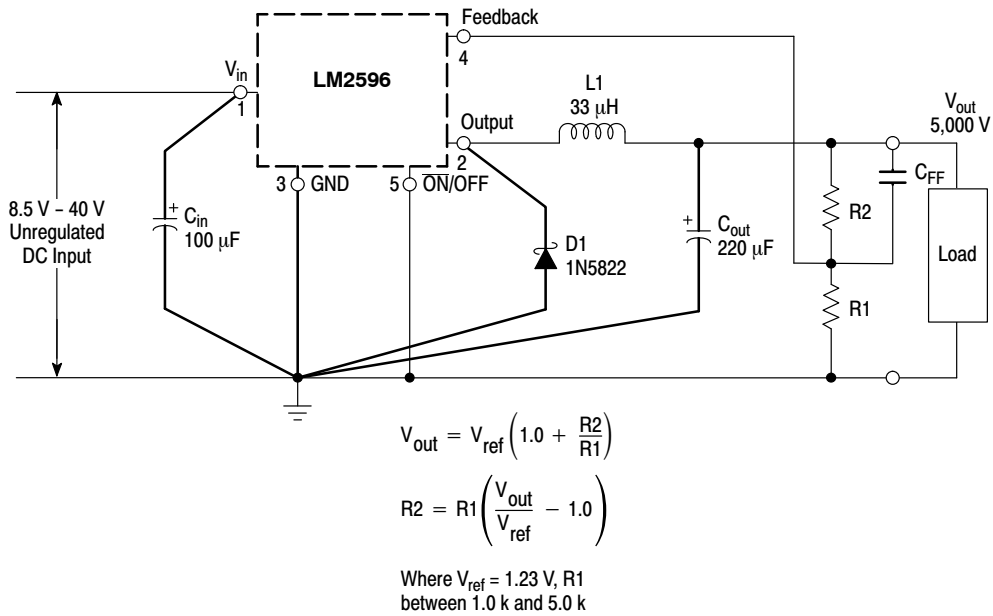 Feedback
4
V_in
1
LM2596
L1
33 μH
V_out
5,000 V
Output
2
3 GND
5 O̅N̅/OFF
C_FF
8.5 V - 40 V
Unregulated
DC Input
C_in
100 μF
+
D1
1N5822
+
C_out
220 μF
R2
Load
R1
V_out = V_ref (1.0 + R2/R1)
R2 = R1 (V_out/V_ref − 1.0)
Where V_ref = 1.23 V, R1
between 1.0 k and 5.0 k